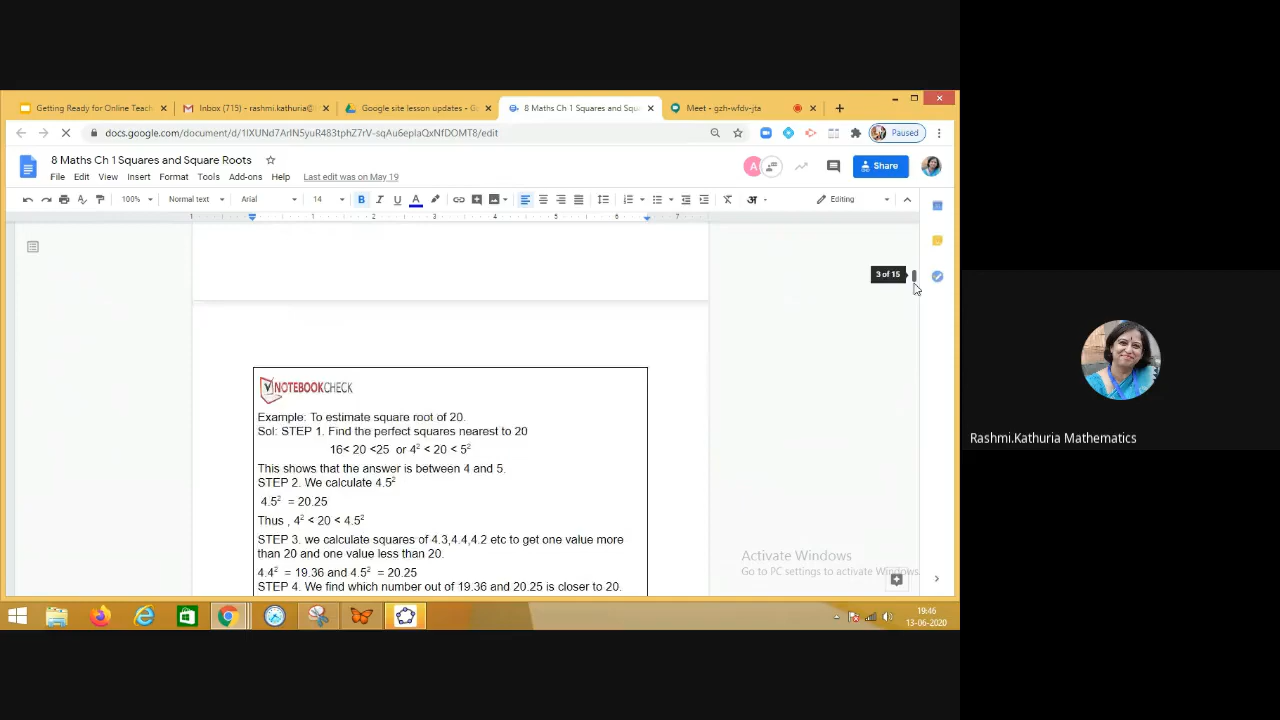 Getting Ready for Online Teach
Inbox (715) - rashmi.kathuria@
Google site lesson updates - G
8 Maths Ch 1 Squares and Squ
Meet - gzh-wfdv-jta
Paused
8 Maths Ch 1 Squares and Square Roots
File Edit View Insert Format Tools Add-ons Help Last edit was on May 19
A
Share
100% Normal text Arial 14 B I U A अ Editing
1 1 2 3 4 5 6 7
3 of 15
NOTEBOOKCHECK
Example: To estimate square root of 20.
Sol: STEP 1. Find the perfect squares nearest to 20
16< 20 <25 or 4² < 20 < 5²
This shows that the answer is between 4 and 5.
STEP 2. We calculate 4.5²
4.5² = 20.25
Thus , 4² < 20 < 4.5²
STEP 3. we calculate squares of 4.3,4.4,4.2 etc to get one value more
than 20 and one value less than 20.
4.4² = 19.36 and 4.5² = 20.25
STEP 4. We find which number out of 19.36 and 20.25 is closer to 20.
Activate Windows
Go to PC settings to activate Windows.
19:46
13-06-2020
Rashmi.Kathuria Mathematics